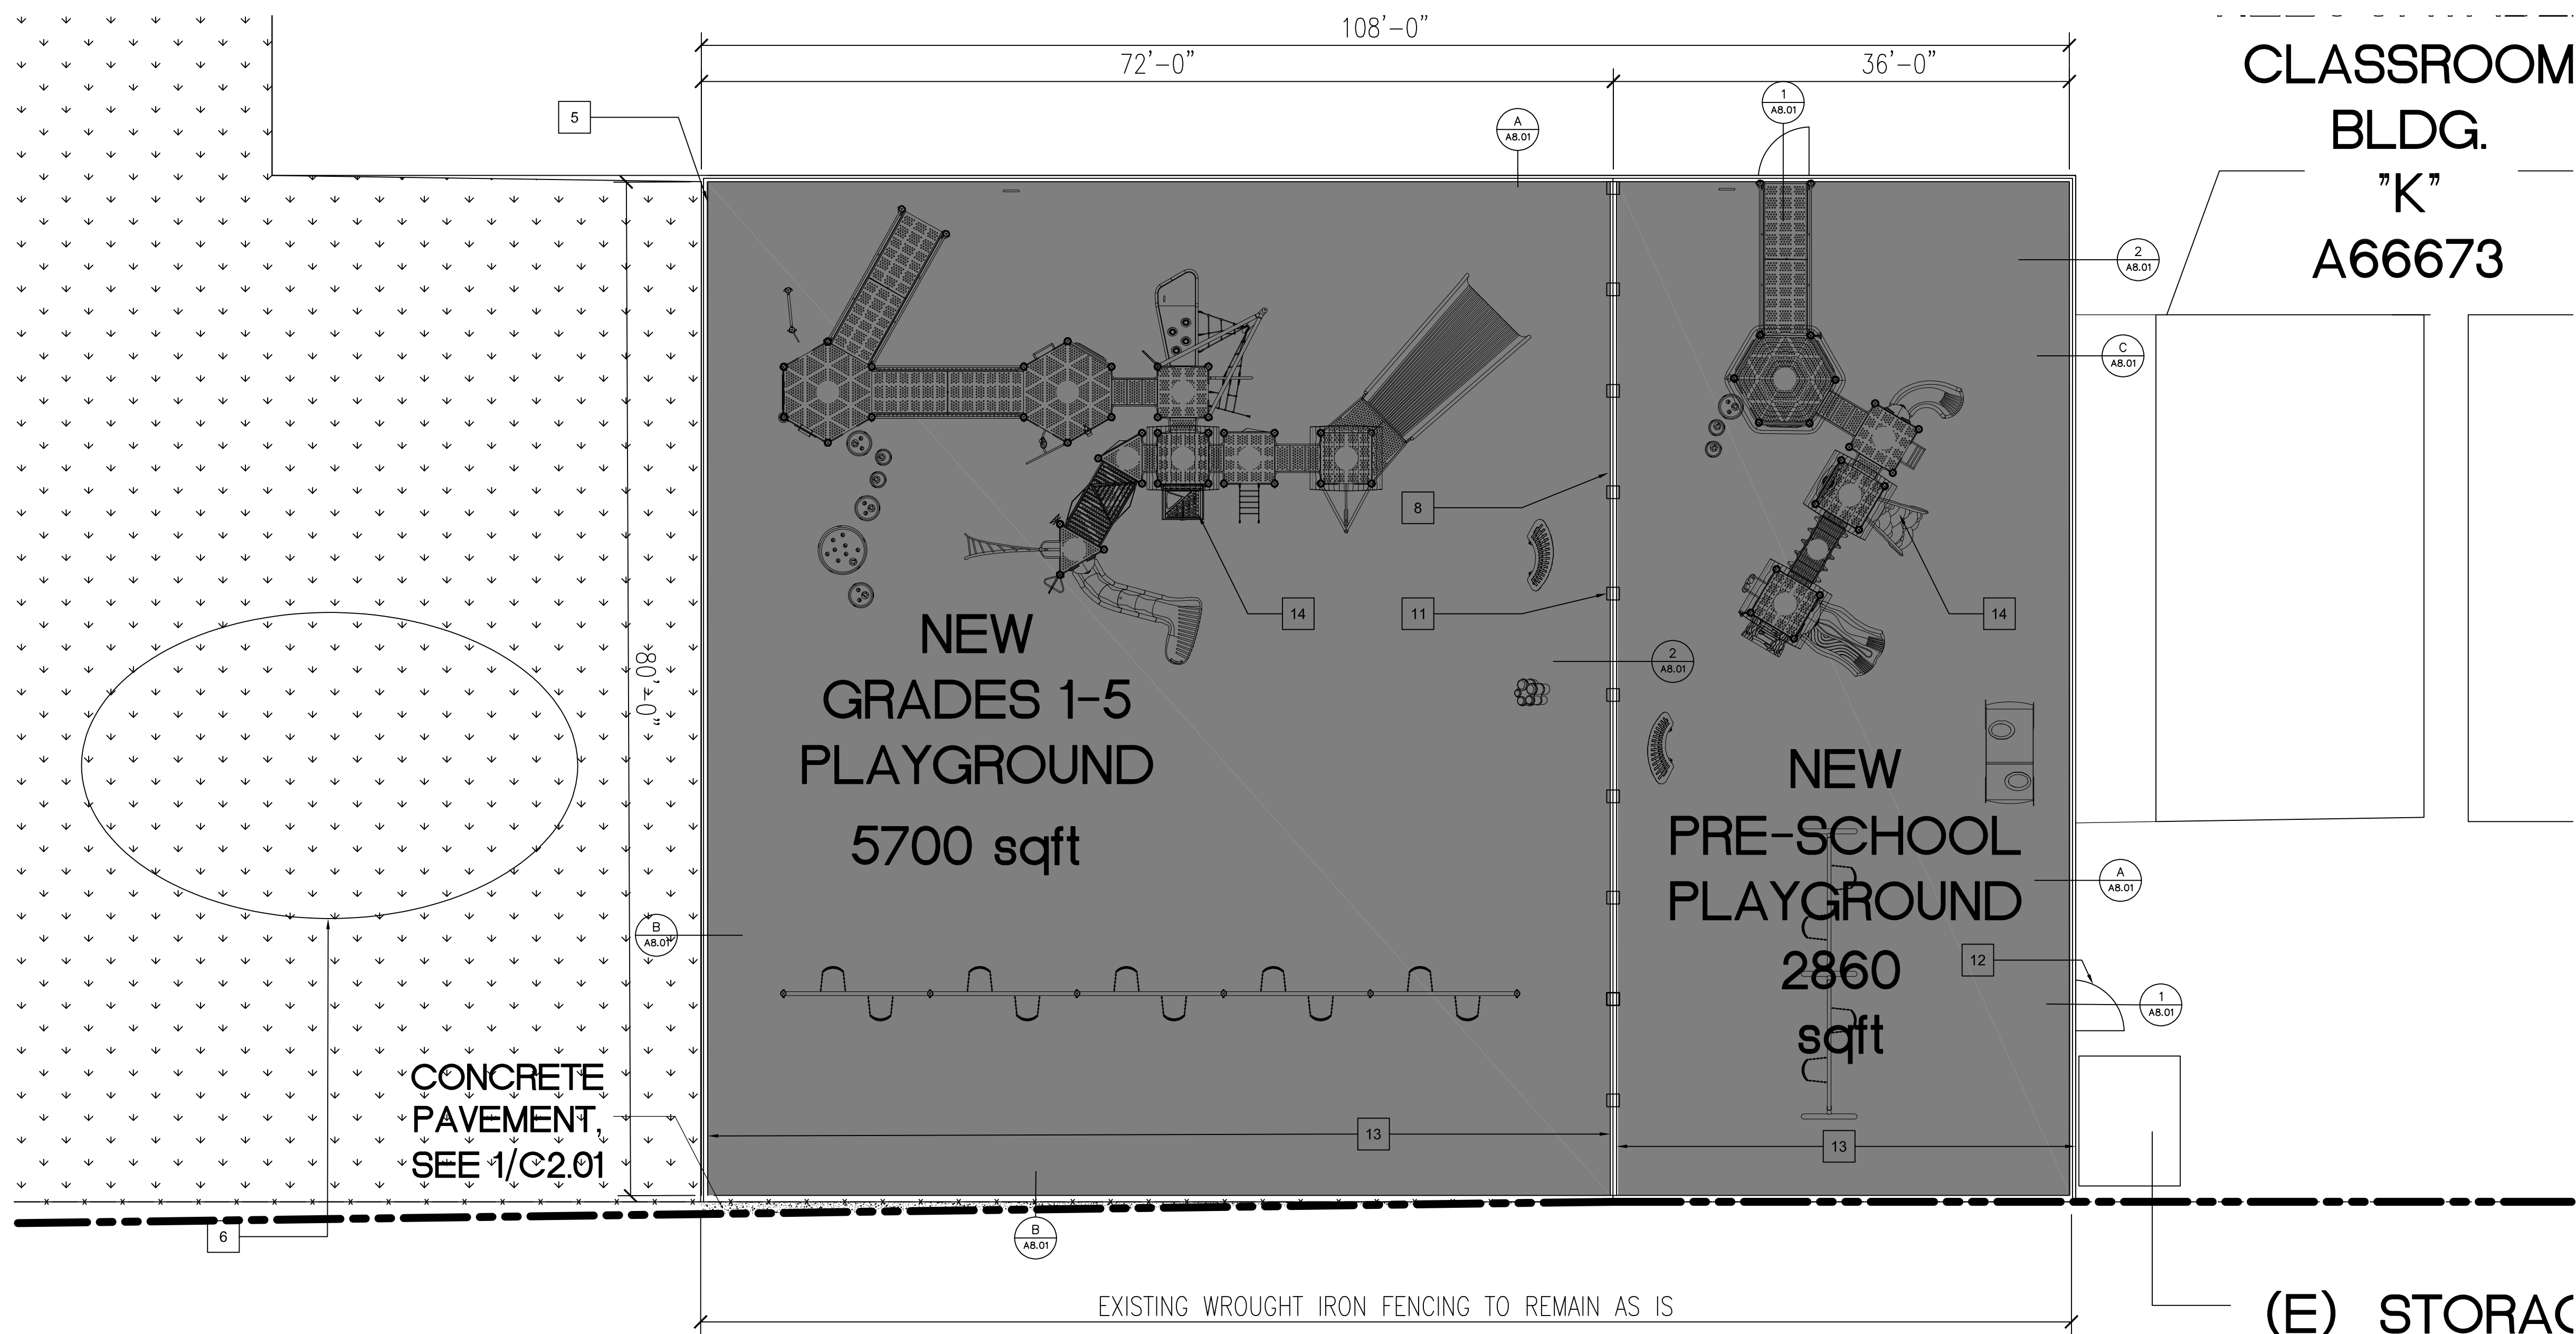 108'-0"
72'-0"
36'-0"
CLASSROOM
BLDG.
"K"
A66673
5
A
A8.01
1
A8.01
2
A8.01
C
A8.01
8
11
14
14
2
A8.01
80'-0"
NEW
GRADES 1-5
PLAYGROUND
5700 sqft
NEW
PRE-SCHOOL
PLAYGROUND
2860
sqft
A
A8.01
B
A8.01
12
1
A8.01
CONCRETE
PAVEMENT,
SEE 1/C2.01
13
13
6
B
A8.01
EXISTING WROUGHT IRON FENCING TO REMAIN AS IS
(E)